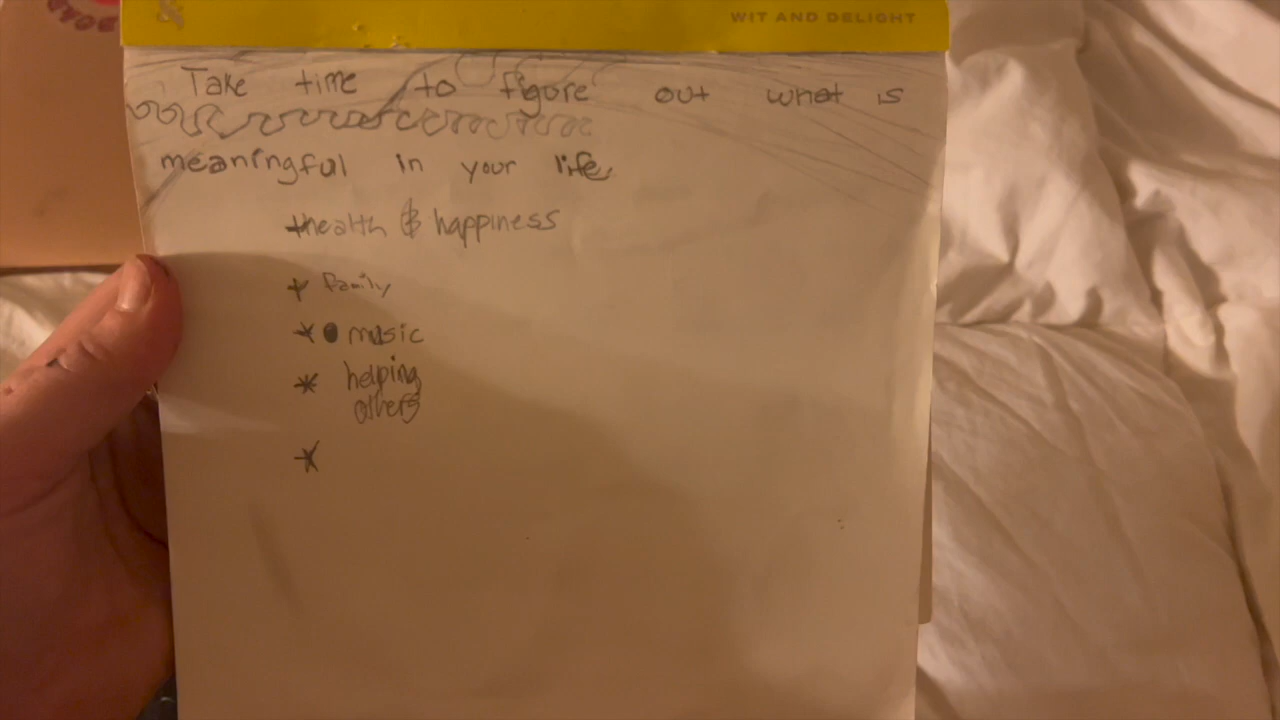 &
WIT AND DELIGHT
Take time to figure out what is
meaningful in your life
health & happiness
family
music
helping
others